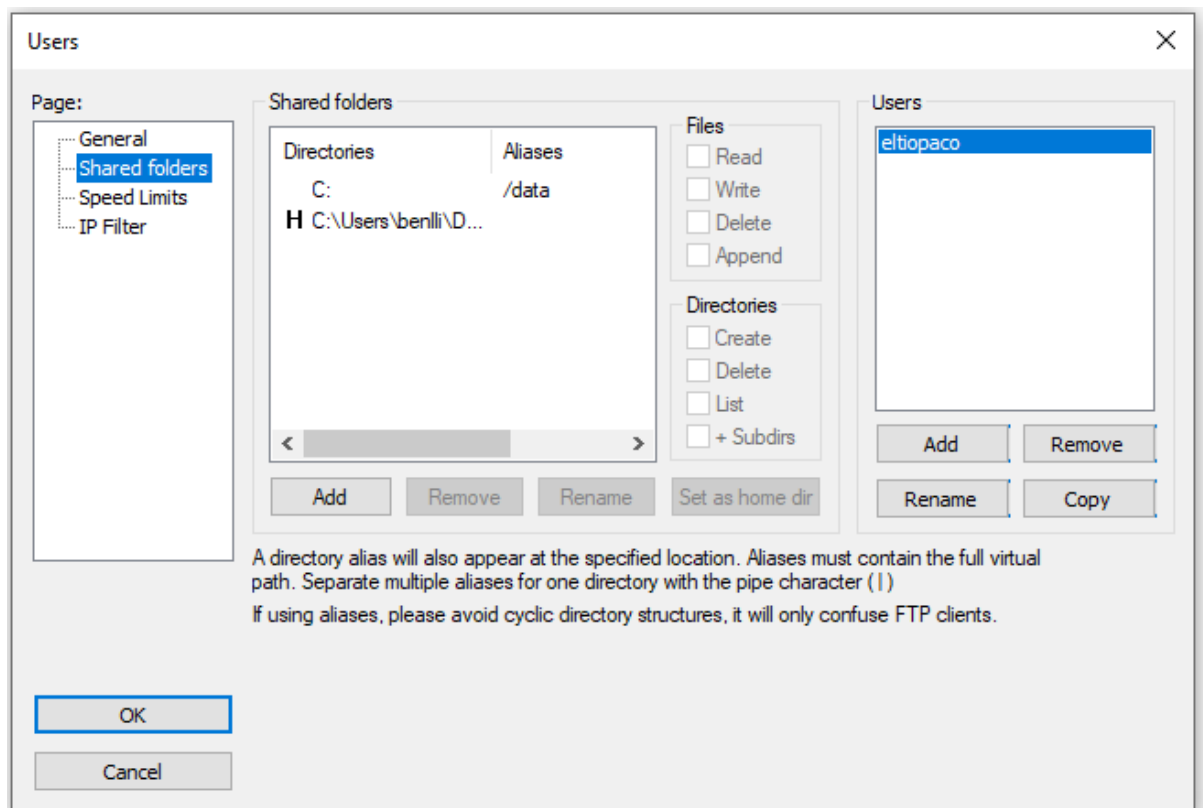 Users
Page:
General
Shared folders
Speed Limits
IP Filter
Shared folders
Directories Aliases
C: /data
H C:\Users\benlli\D...
Files
Read
Write
Delete
Append
Directories
Create
Delete
List
+ Subdirs
Add Remove Rename Set as home dir
Users
eltiopaco
Add Remove
Rename Copy
A directory alias will also appear at the specified location. Aliases must contain the full virtual
path. Separate multiple aliases for one directory with the pipe character ( | )
If using aliases, please avoid cyclic directory structures, it will only confuse FTP clients.
OK
Cancel